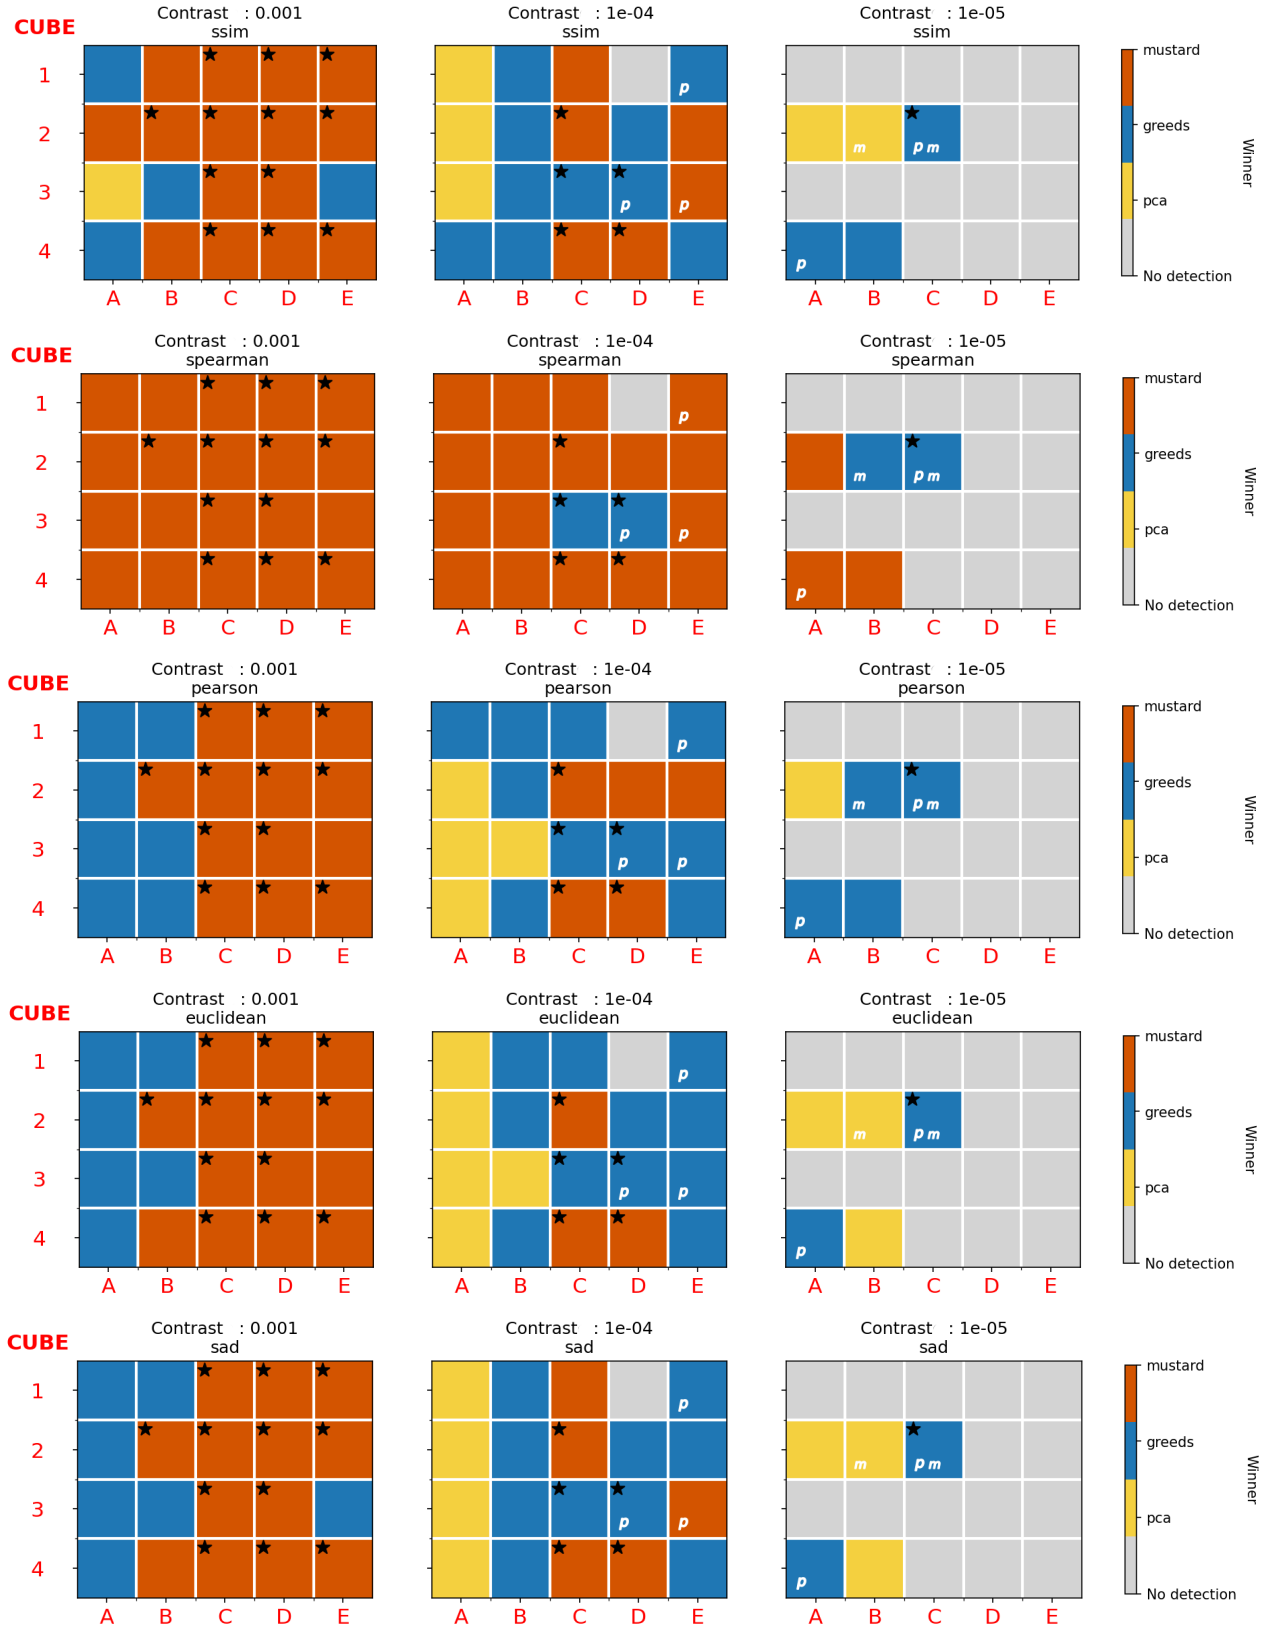 CUBE
Contrast : 0.001
ssim
Contrast : 1e-04
ssim
Contrast : 1e-05
ssim
1
2
3
4
A B C D E
p
p p
A B C D E
m p m
p
A B C D E
mustard
greeds
pca
No detection
Winner
CUBE
Contrast : 0.001
spearman
Contrast : 1e-04
spearman
Contrast : 1e-05
spearman
1
2
3
4
A B C D E
p
p p
A B C D E
m p m
p
A B C D E
mustard
greeds
pca
No detection
Winner
CUBE
Contrast : 0.001
pearson
Contrast : 1e-04
pearson
Contrast : 1e-05
pearson
1
2
3
4
A B C D E
p
p p
A B C D E
m p m
p
A B C D E
mustard
greeds
pca
No detection
Winner
CUBE
Contrast : 0.001
euclidean
Contrast : 1e-04
euclidean
Contrast : 1e-05
euclidean
1
2
3
4
A B C D E
p
p p
A B C D E
m p m
p
A B C D E
mustard
greeds
pca
No detection
Winner
CUBE
Contrast : 0.001
sad
Contrast : 1e-04
sad
Contrast : 1e-05
sad
1
2
3
4
A B C D E
p
p p
A B C D E
m p m
p
A B C D E
mustard
greeds
pca
No detection
Winner